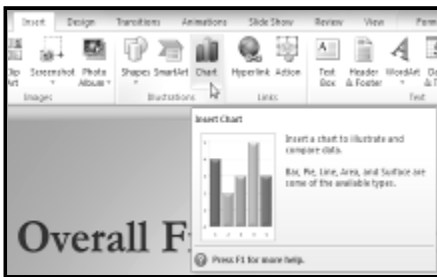 Insert Design Transitions Animations Slide Show Review View
Screenshot Photo Album Shapes SmartArt Chart Hyperlink Action Text Box Header & Footer WordArt
Images Illustrations Links Text
Insert Chart
Insert a chart to illustrate and
compare data.
Bar, Pie, Line, Area, and Surface are
some of the available types.
Overall F
Press F1 for more help.